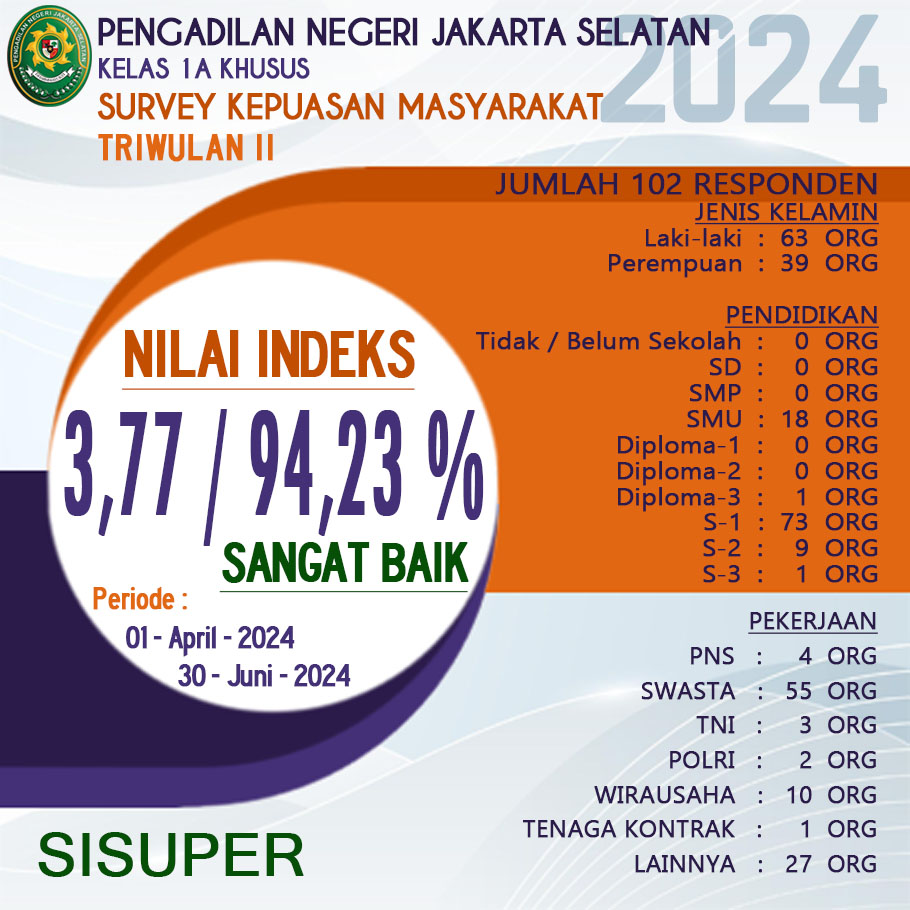 PENGADILAN NEGERI JAKARTA SELATAN
KELAS 1A KHUSUS
SURVEY KEPUASAN MASYARAKAT
TRIWULAN II
2024
PENGADILAN NEGERI JAKARTA SELATAN
JUMLAH 102 RESPONDEN
JENIS KELAMIN
Laki-laki : 63 ORG
Perempuan : 39 ORG
PENDIDIKAN
Tidak / Belum Sekolah : 0 ORG
SD : 0 ORG
SMP : 0 ORG
SMU : 18 ORG
Diploma-1 : 0 ORG
Diploma-2 : 0 ORG
Diploma-3 : 1 ORG
S-1 : 73 ORG
S-2 : 9 ORG
S-3 : 1 ORG
PEKERJAAN
PNS : 4 ORG
SWASTA : 55 ORG
TNI : 3 ORG
POLRI : 2 ORG
WIRAUSAHA : 10 ORG
TENAGA KONTRAK : 1 ORG
LAINNYA : 27 ORG
NILAI INDEKS
3,77 / 94,23 %
SANGAT BAIK
Periode :
01 - April - 2024
30 - Juni - 2024
SISUPER